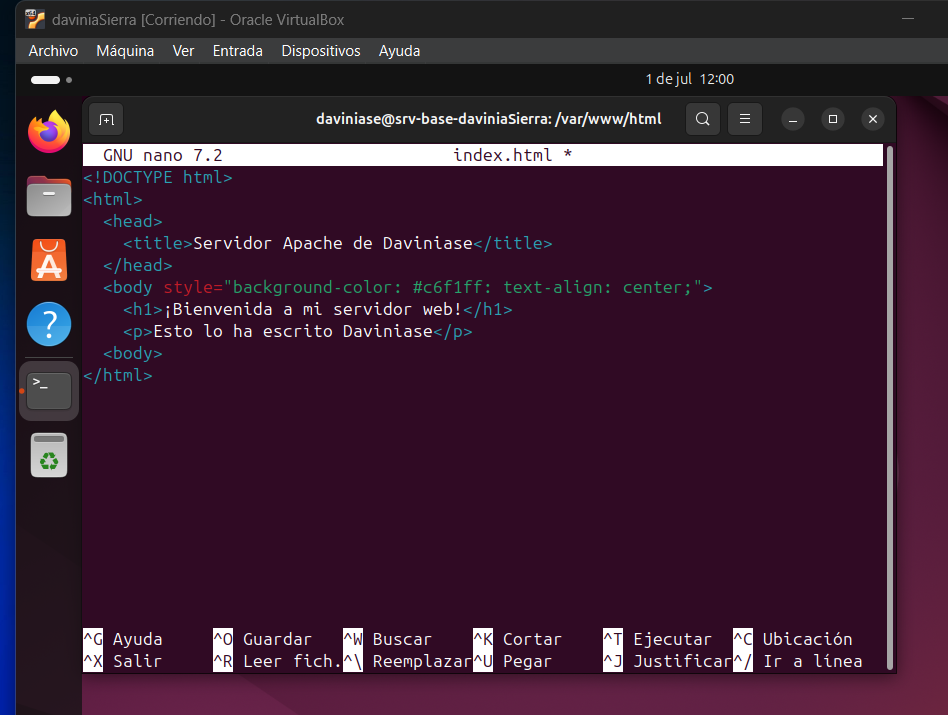 daviniaSierra [Corriendo] - Oracle VirtualBox
Archivo Máquina Ver Entrada Dispositivos Ayuda
1 de jul 12:00
daviniase@srv-base-daviniaSierra: /var/www/html
GNU nano 7.2 index.html *
<!DOCTYPE html>
<html>
<head>
<title>Servidor Apache de Daviniase</title>
</head>
<body style="background-color: #c6f1ff: text-align: center;">
<h1>¡Bienvenida a mi servidor web!</h1>
<p>Esto lo ha escrito Daviniase</p>
<body>
</html>
^G Ayuda ^O Guardar ^W Buscar ^K Cortar ^T Ejecutar ^C Ubicación
^X Salir ^R Leer fich. ^\ Reemplazar ^U Pegar ^J Justificar ^/ Ir a línea